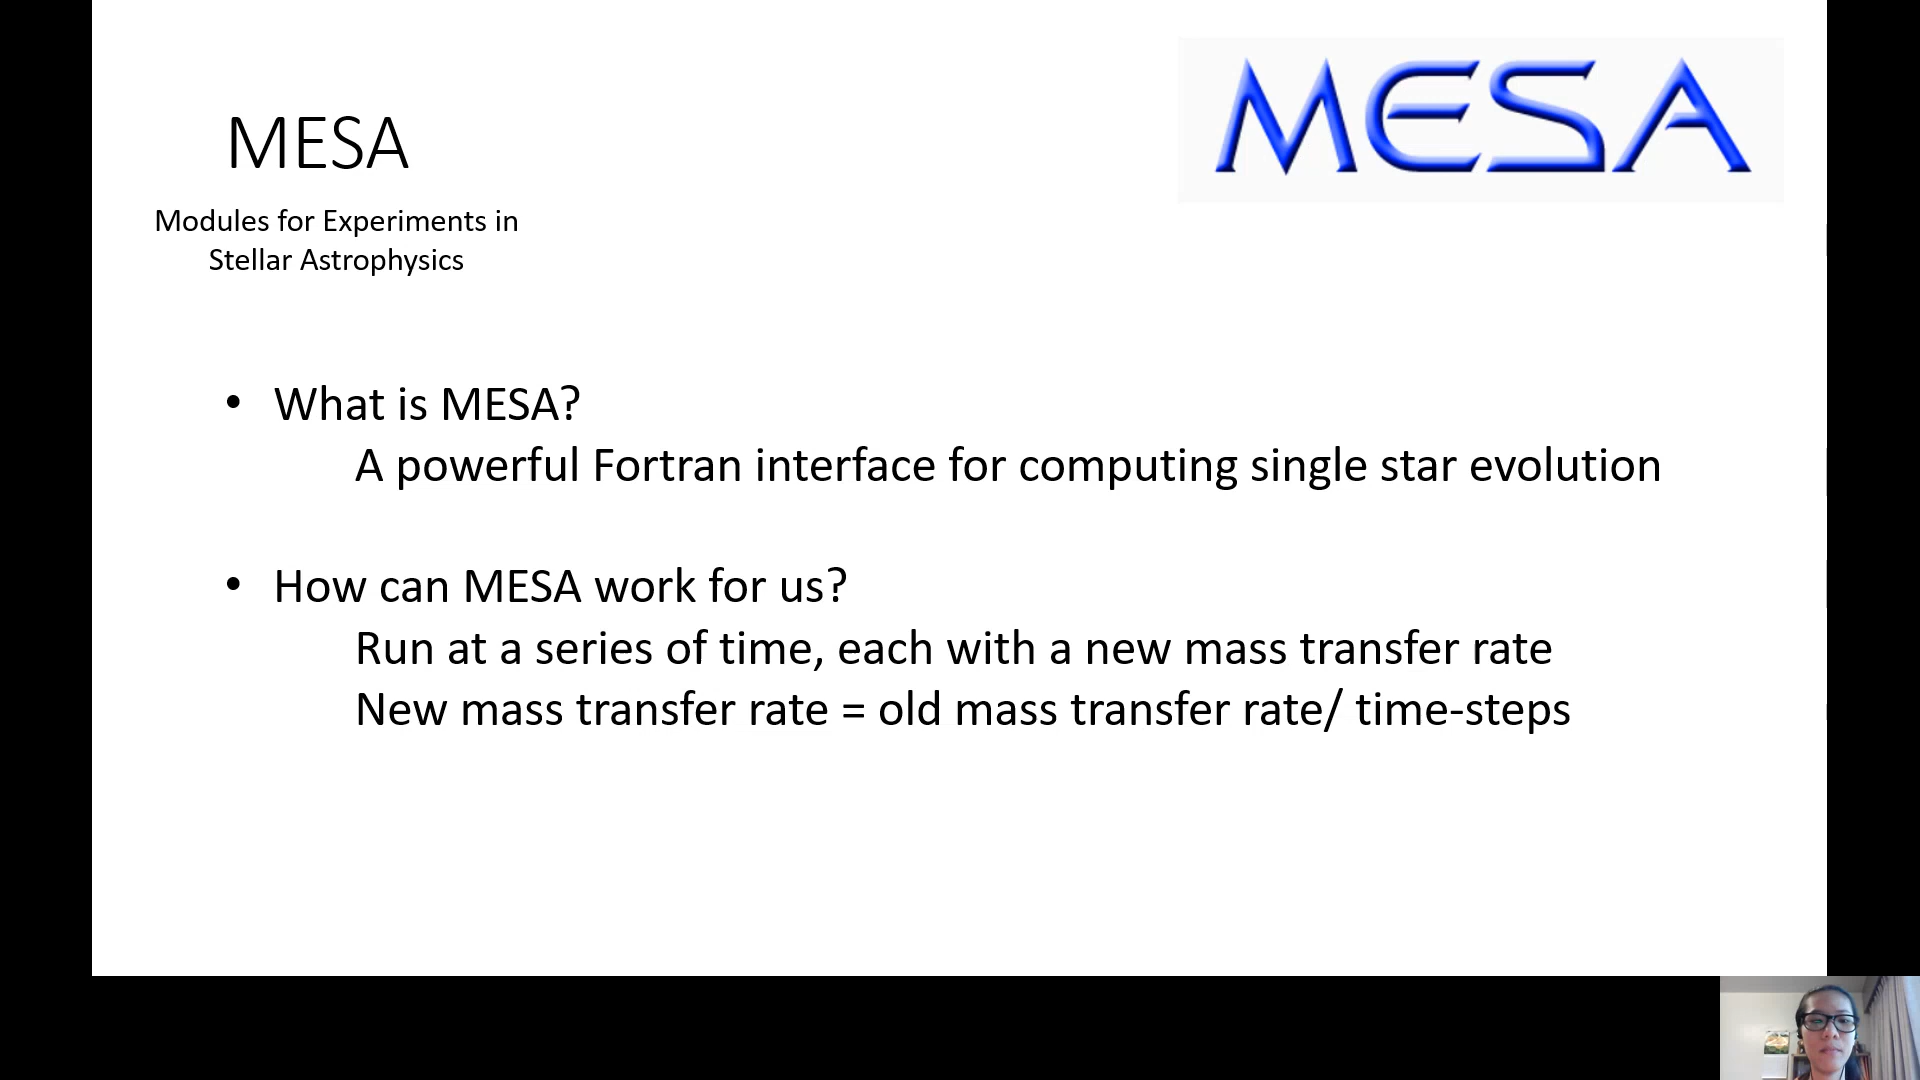 MESA
MESA
Modules for Experiments in
Stellar Astrophysics
• What is MESA?
A powerful Fortran interface for computing single star evolution
• How can MESA work for us?
Run at a series of time, each with a new mass transfer rate
New mass transfer rate = old mass transfer rate/ time-steps